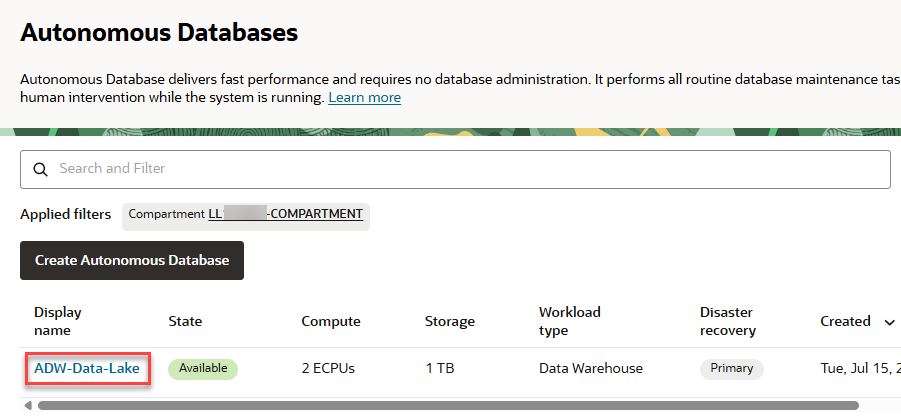 Autonomous Databases
Autonomous Database delivers fast performance and requires no database administration. It performs all routine database maintenance
human intervention while the system is running. Learn more
Search and Filter
Applied filters Compartment LL -COMPARTMENT
Create Autonomous Database
Display name State Compute Storage Workload type Disaster recovery Created
ADW-Data-Lake Available 2 ECPUs 1 TB Data Warehouse Primary Tue, Jul 15,